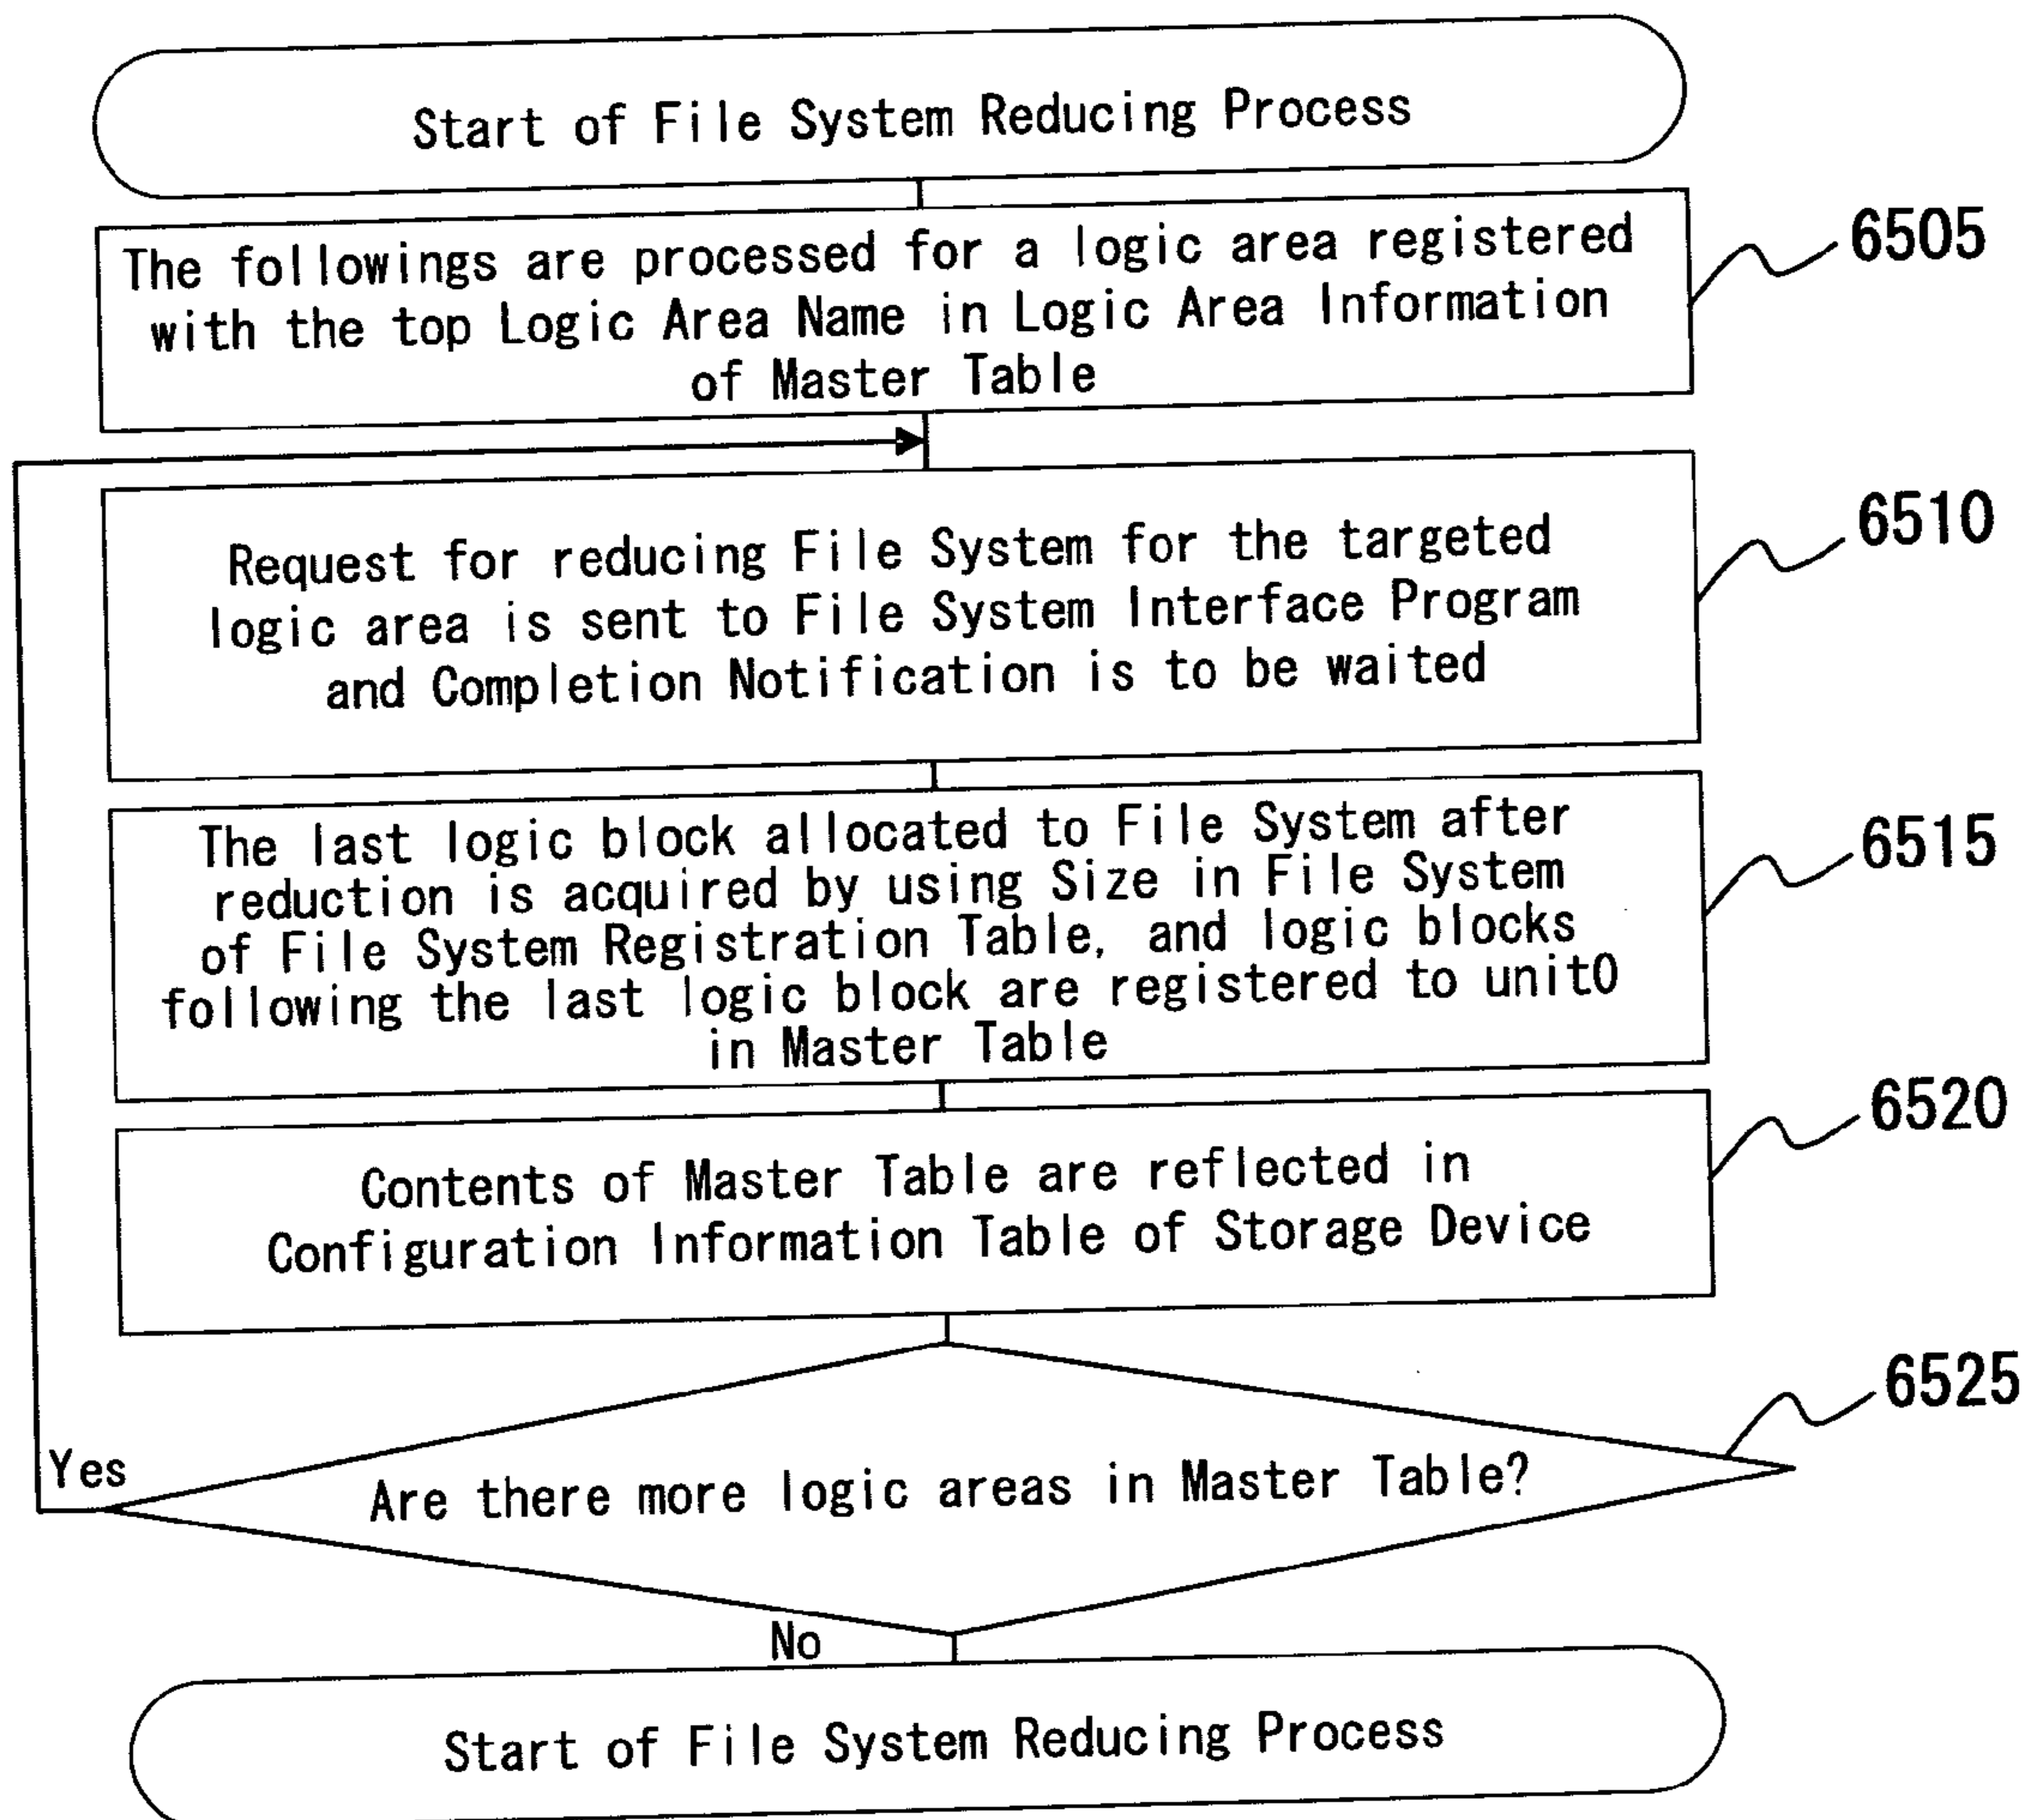 Start of File System Reducing Process
The followings are processed for a logic area registered
with the top Logic Area Name in Logic Area Information
of Master Table
6505
Request for reducing File System for the targeted
logic area is sent to File System Interface Program
and Completion Notification is to be waited
6510
The last logic block allocated to File System after
reduction is acquired by using Size in File System
of File System Registration Table, and logic blocks
following the last logic block are registered to unit0
in Master Table
6515
Contents of Master Table are reflected in
Configuration Information Table of Storage Device
6520
Are there more logic areas in Master Table?
6525
Yes
No
Start of File System Reducing Process